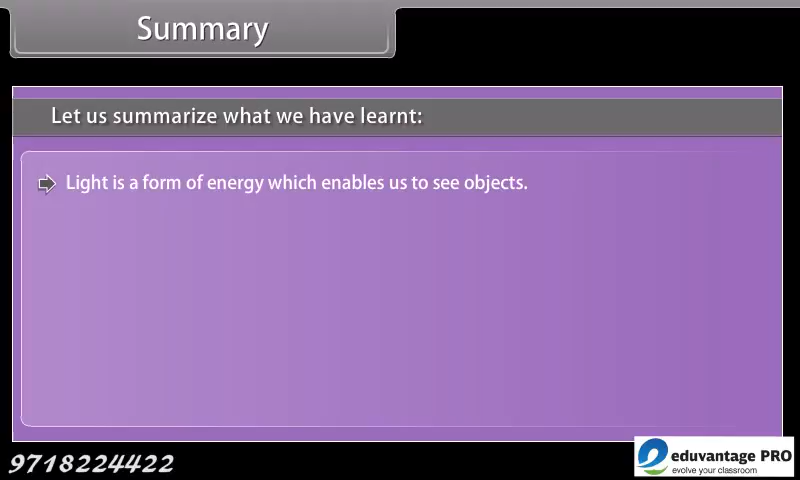 Summary
Let us summarize what we have learnt:
Light is a form of energy which enables us to see objects.
9718224422
eduvantage PRO
evolve your classroom